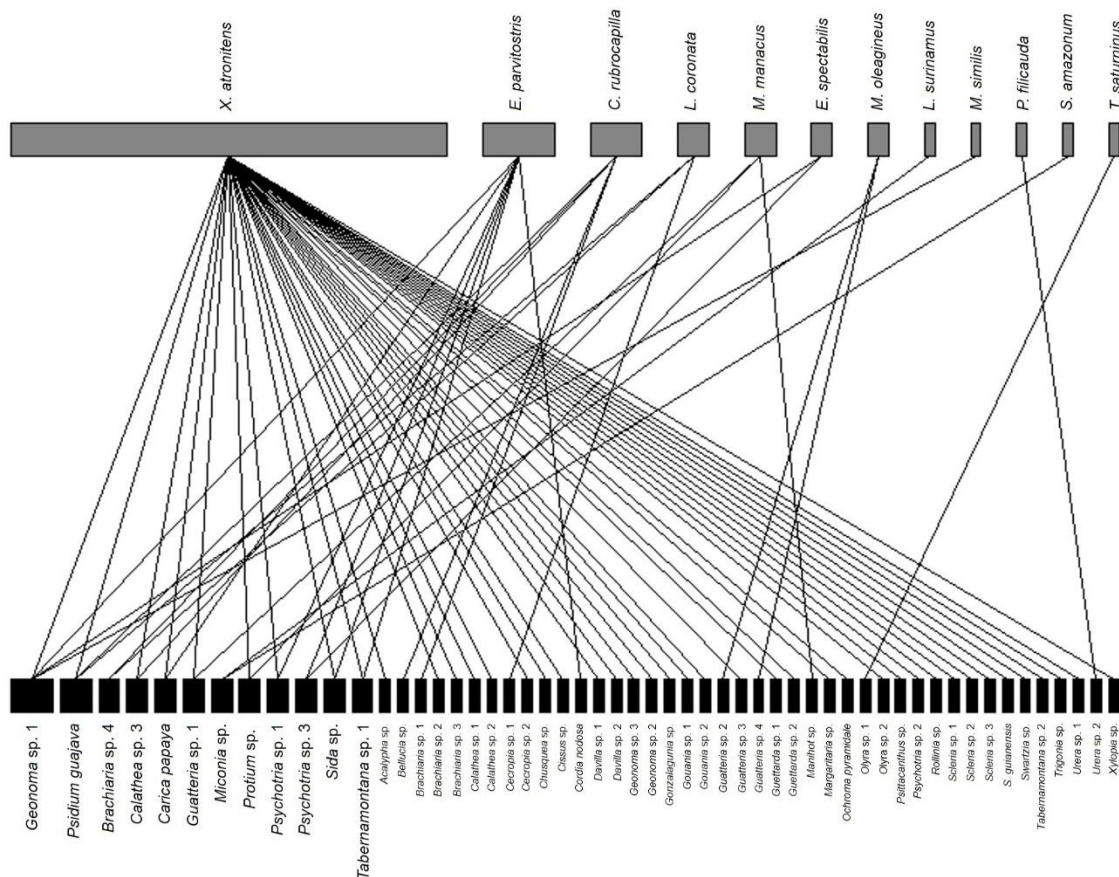 X. atronitens
E. parvitostris
C. rubrocapilla
L. coronata
M. manacus
E. spectabilis
M. oleagineus
L. surinamus
M. similis
P. filicauda
S. amazonum
T. saturninus
Geonoma sp. 1
Psidium guajava
Brachiaria sp. 4
Calathea sp. 3
Carica papaya
Guatteria sp. 1
Miconia sp.
Protium sp.
Psychotria sp. 1
Psychotria sp. 3
Sida sp.
Tabernamontana sp. 1
Acalypha sp.
Bellucia sp.
Brachiaria sp. 1
Brachiaria sp. 2
Brachiaria sp. 3
Calathea sp. 1
Calathea sp. 2
Cecropia sp. 1
Cecropia sp. 2
Chusquea sp.
Cissus sp.
Cordia nodosa
Davilla sp. 1
Davilla sp. 2
Geonoma sp. 3
Geonoma sp. 2
Gonzalagunia sp.
Gouania sp. 1
Gouania sp. 2
Guatteria sp. 2
Guatteria sp. 3
Guatteria sp. 4
Guettarda sp. 1
Guettarda sp. 2
Manihot sp.
Margaritaria sp.
Ochroma pyramidale
Olyra sp. 1
Olyra sp. 2
Psittacanthus sp.
Psychotria sp. 2
Rollinia sp.
Scleria sp. 1
Scleria sp. 2
Scleria sp. 3
S. guianensis
Swartzia sp.
Tabernamontana sp. 2
Trigonia sp.
Urera sp. 1
Urera sp. 2
Xylopia sp.